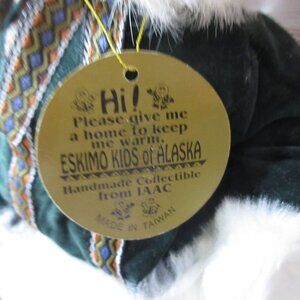 Hi!
Please give me
a home to keep
me warm.
ESKIMO KIDS of ALASKA
Handmade Collectible
from IAAC
MADE IN TAIWAN